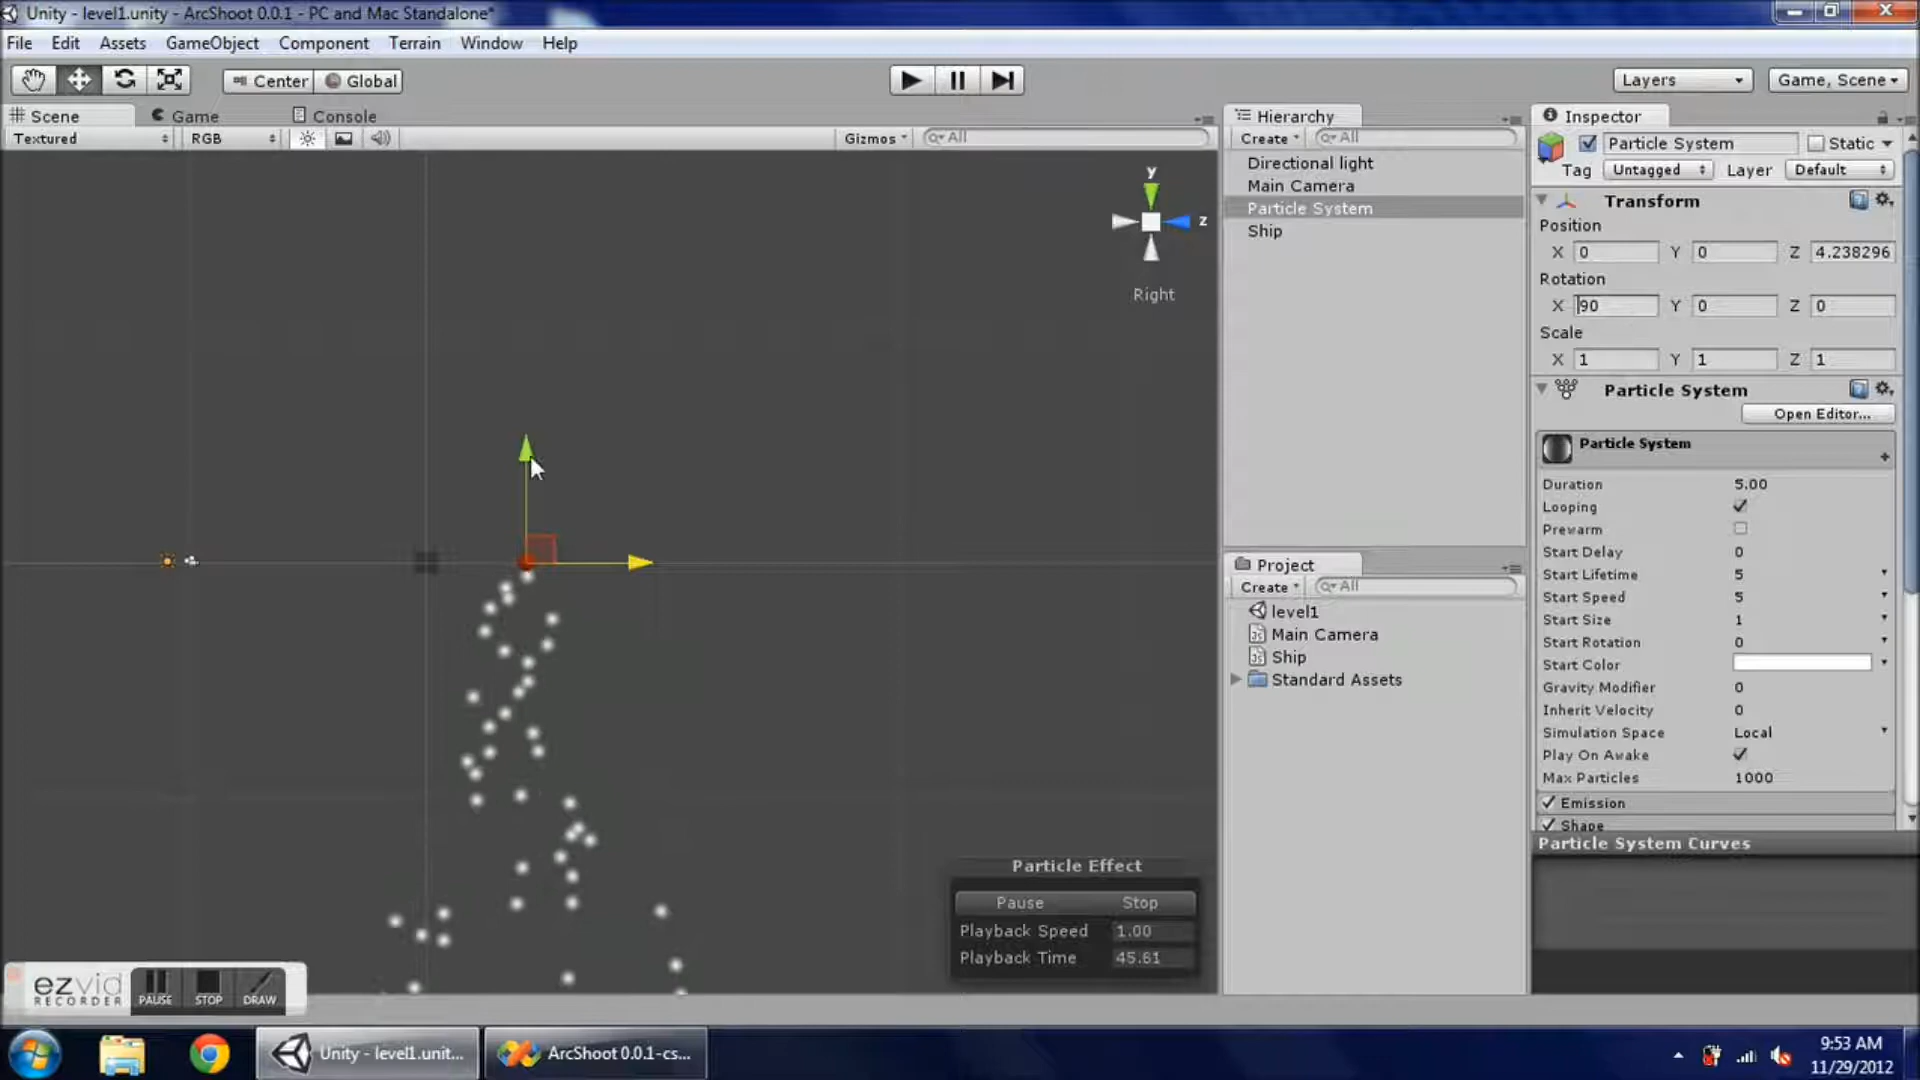 Unity - level1.unity - ArcShoot 0.0.1 - PC and Mac Standalone*
File Edit Assets GameObject Component Terrain Window Help
Center Global Layers Game, Scene
Scene Game Console
Textured RGB Gizmos All
y
z
Right
Hierarchy
Create All
Directional light
Main Camera
Particle System
Ship
Project
Create All
level1
Main Camera
Ship
Standard Assets
Inspector
Particle System Static
Tag Untagged Layer Default
Transform
Position
X 0 Y 0 Z 4.238296
Rotation
X 90 Y 0 Z 0
Scale
X 1 Y 1 Z 1
Particle System
Open Editor...
Particle System
Duration 5.00
Looping
Prewarm
Start Delay 0
Start Lifetime 5
Start Speed 5
Start Size 1
Start Rotation 0
Start Color
Gravity Modifier 0
Inherit Velocity 0
Simulation Space Local
Play On Awake
Max Particles 1000
Emission
Shape
Particle System Curves
Particle Effect
Pause Stop
Playback Speed 1.00
Playback Time 45.61
ezvid
RECORDER
PAUSE STOP DRAW
Unity - level1.unit...
ArcShoot 0.0.1-cs...
9:53 AM
11/29/2012